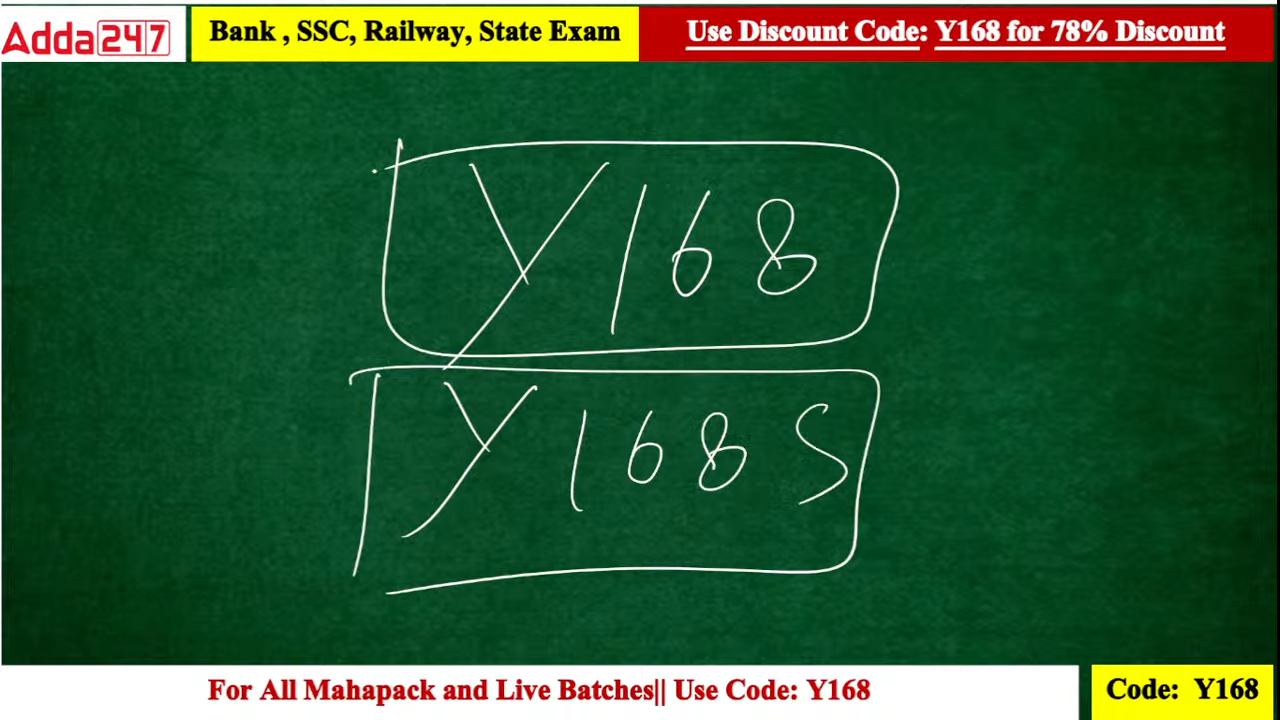 Adda247
Bank , SSC, Railway, State Exam
Use Discount Code: Y168 for 78% Discount
Y168
Y168S
For All Mahapack and Live Batches|| Use Code: Y168
Code: Y168